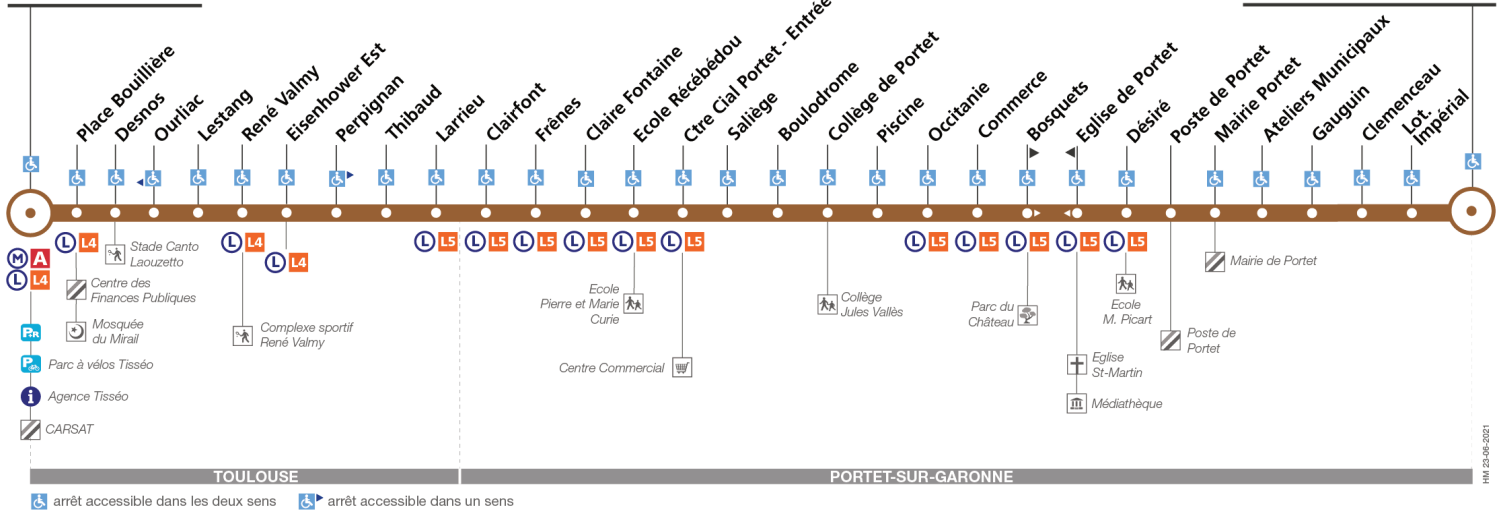 Place Bouillière
Desnos
Ourliac
Lestang
René Valmy
Eisenhower Est
Perpignan
Thibaud
Larrieu
Clairfont
Frênes
Claire Fontaine
Ecole Récébédou
Ctre Cial Portet - Entrée
Saliège
Boulodrome
Collège de Portet
Piscine
Occitanie
Commerce
Bosquets
Eglise de Portet
Désiré
Poste de Portet
Mairie Portet
Ateliers Municipaux
Gauguin
Clemenceau
Lot.
Impérial
M A
L L4
L L4
L L4
L L4
L L5
L L5
L L5
L L5
L L5
L L5
L L5
L L5
L L5
L L5
L L5
P+R
P
Parc à vélos Tisséo
i
Agence Tisséo
CARSAT
Centre des
Finances Publiques
Mosquée
du Mirail
Stade Canto
Laouzetto
Complexe sportif
René Valmy
Ecole
Pierre et Marie
Curie
Centre Commercial
Collège
Jules Vallès
Parc du
Château
Eglise
St-Martin
Médiathèque
Ecole
M. Picart
Poste de
Portet
Mairie de Portet
TOULOUSE
PORTET-SUR-GARONNE
arrêt accessible dans les deux sens
arrêt accessible dans un sens
HM 23-06-2021